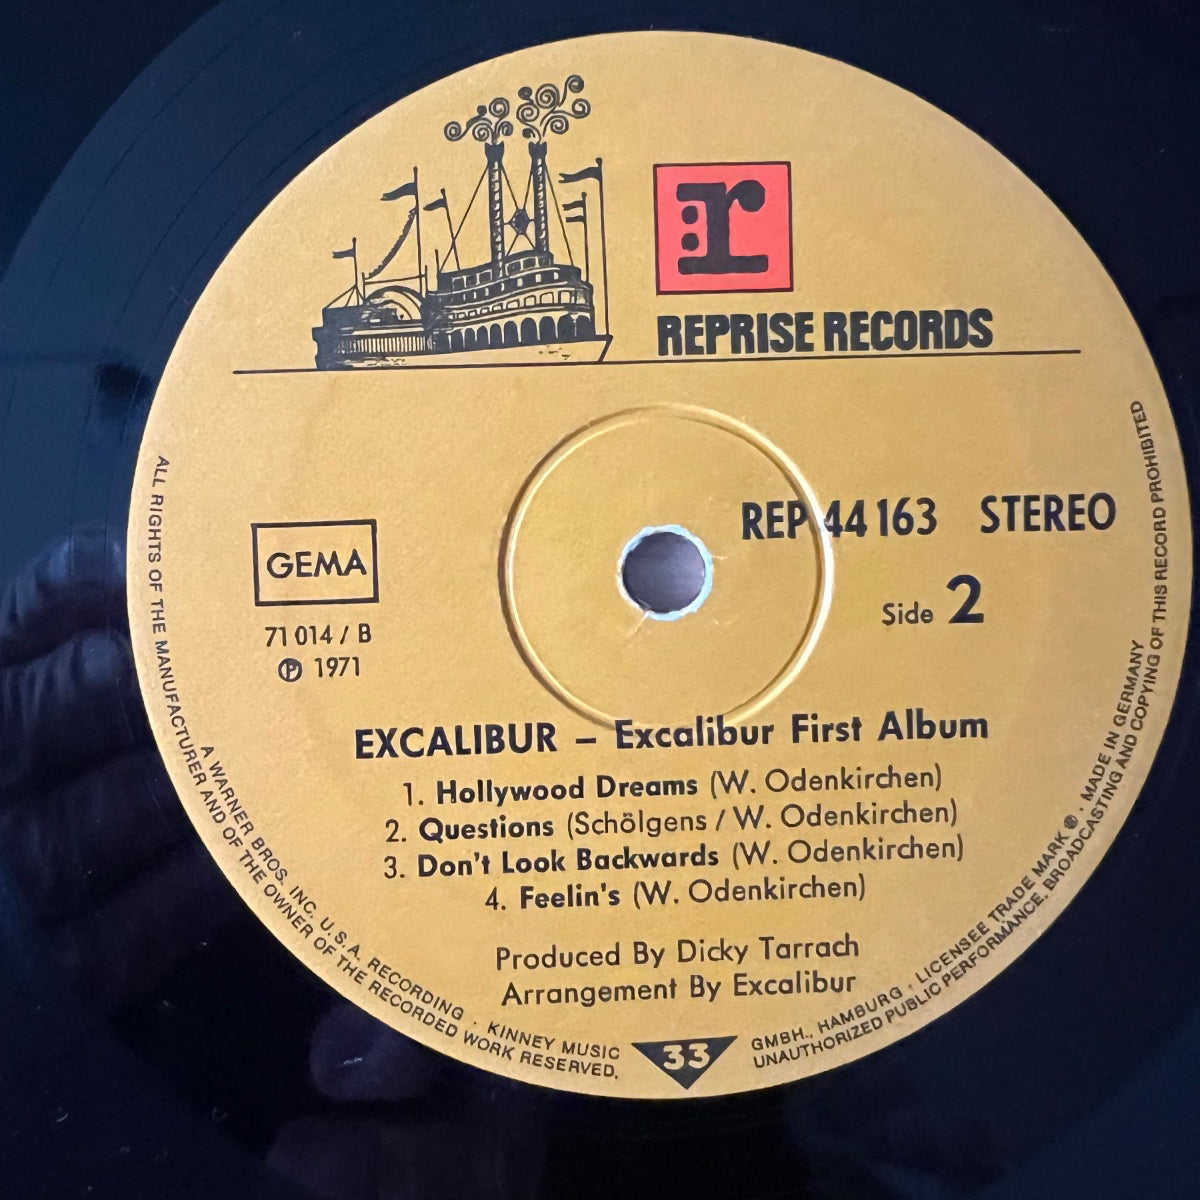 r
REPRISE RECORDS
REP 44 163 STEREO
Side 2
GEMA
71 014 / B
Ⓟ 1971
EXCALIBUR – Excalibur First Album
1. Hollywood Dreams (W. Odenkirchen)
2. Questions (Schölgens / W. Odenkirchen)
3. Don't Look Backwards (W. Odenkirchen)
4. Feelin's (W. Odenkirchen)
Produced By Dicky Tarrach
Arrangement By Excalibur
33
A WARNER BROS. INC. U.S.A. RECORDING · KINNEY MUSIC GMBH., HAMBURG · LICENSEE TRADE MARK ® · MADE IN GERMANY
ALL RIGHTS OF THE MANUFACTURER AND OF THE OWNER OF THE RECORDED WORK RESERVED. UNAUTHORIZED PUBLIC PERFORMANCE, BROADCASTING AND COPYING OF THIS RECORD PROHIBITED